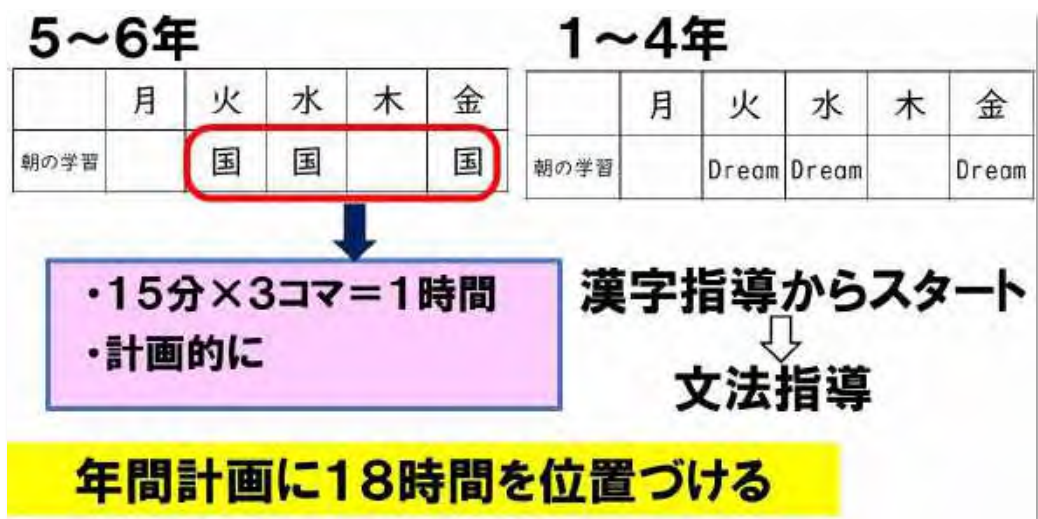 5~6年
月 火 水 木 金
朝の学習 国 国 国
・15分×3コマ=1時間
・計画的に
1~4年
月 火 水 木 金
朝の学習 Dream Dream Dream
漢字指導からスタート
文法指導
年間計画に18時間を位置づける